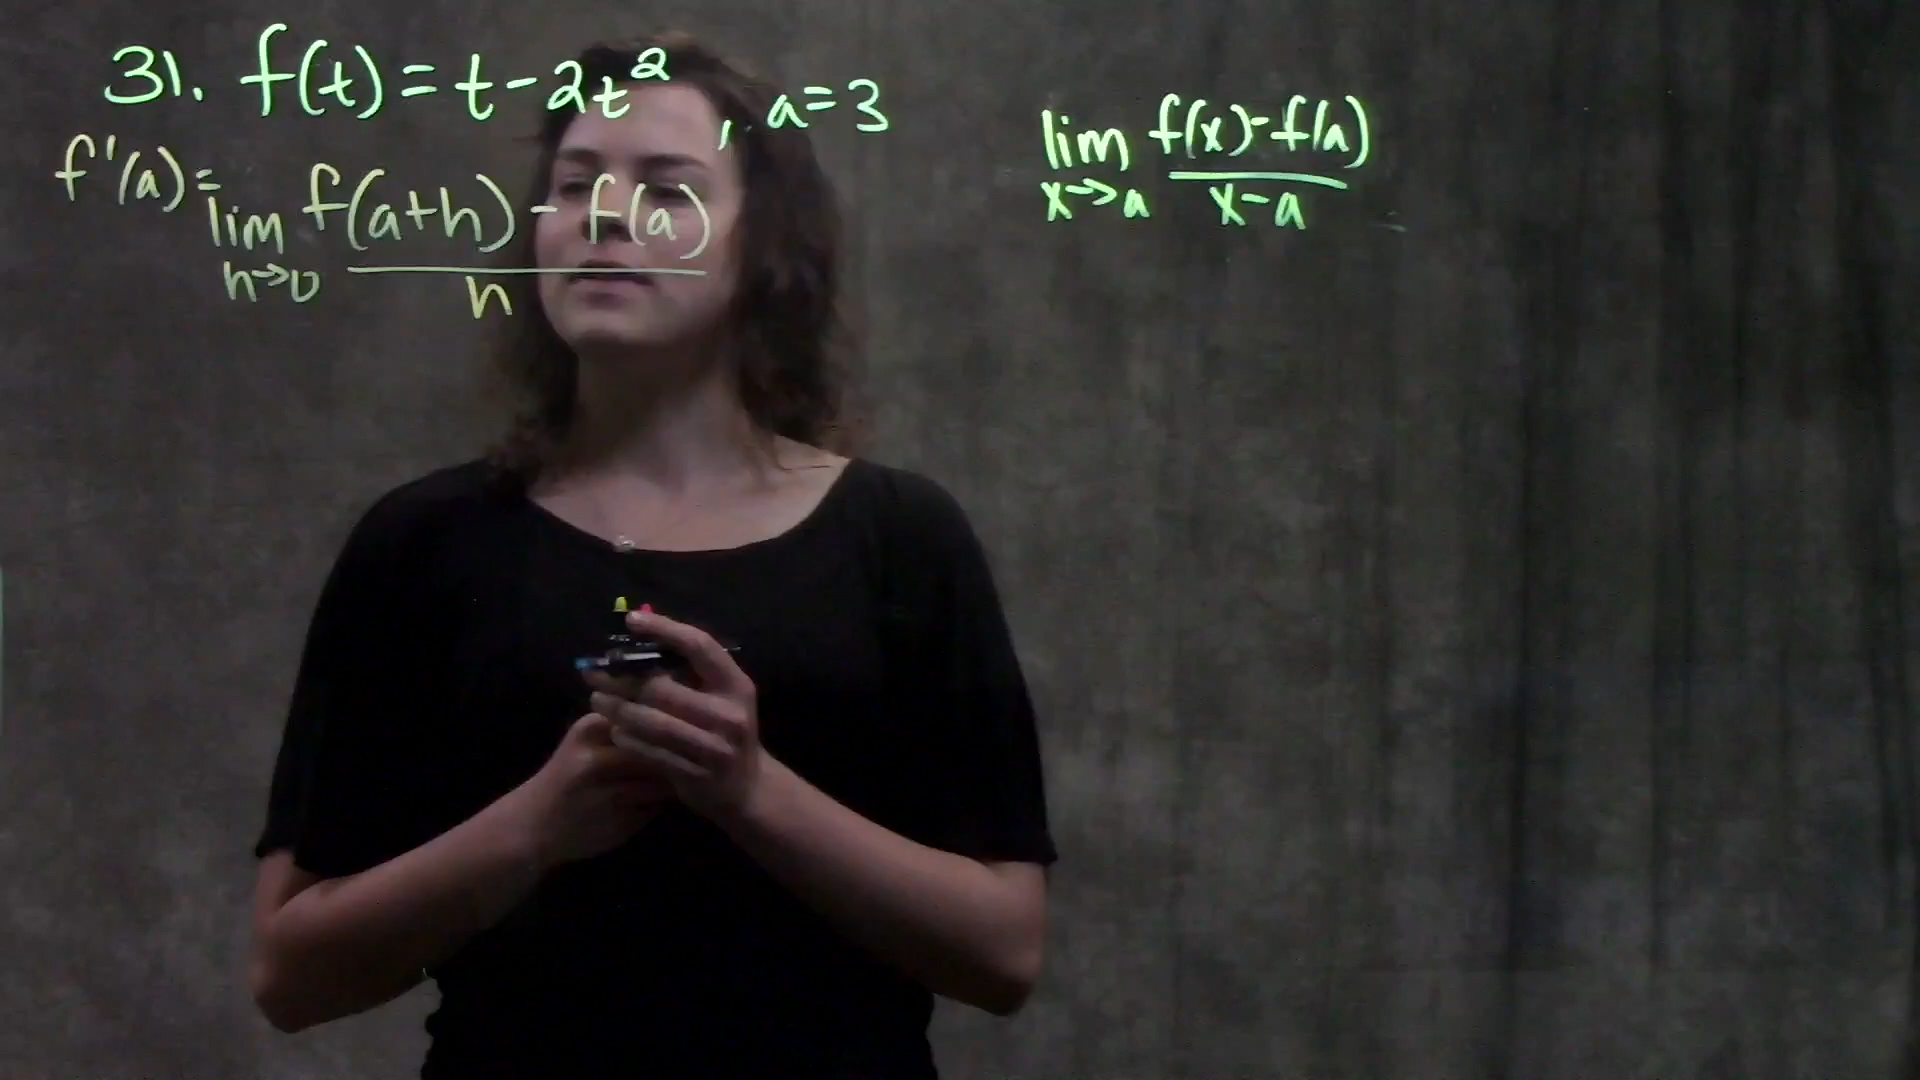 31. f(t) = t - 2t², a = 3
f'(a) = lim h→0 f(a+h) - f(a) / h
lim x→a f(x) - f(a) / x - a